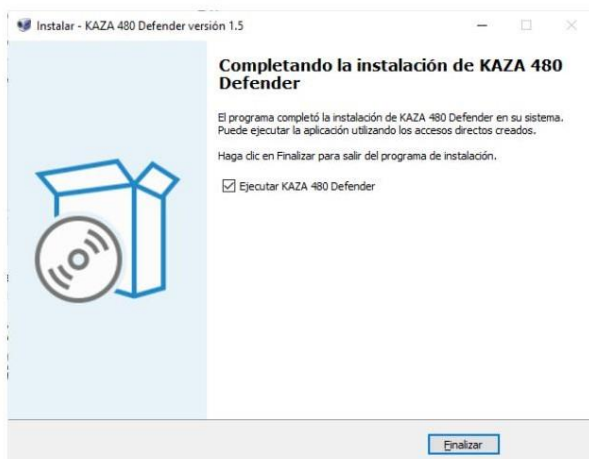 Instalar - KAZA 480 Defender versión 1.5
Completando la instalación de KAZA 480
Defender
El programa completó la instalación de KAZA 480 Defender en su sistema.
Puede ejecutar la aplicación utilizando los accesos directos creados.
Haga clic en Finalizar para salir del programa de instalación.
Ejecutar KAZA 480 Defender
Finalizar